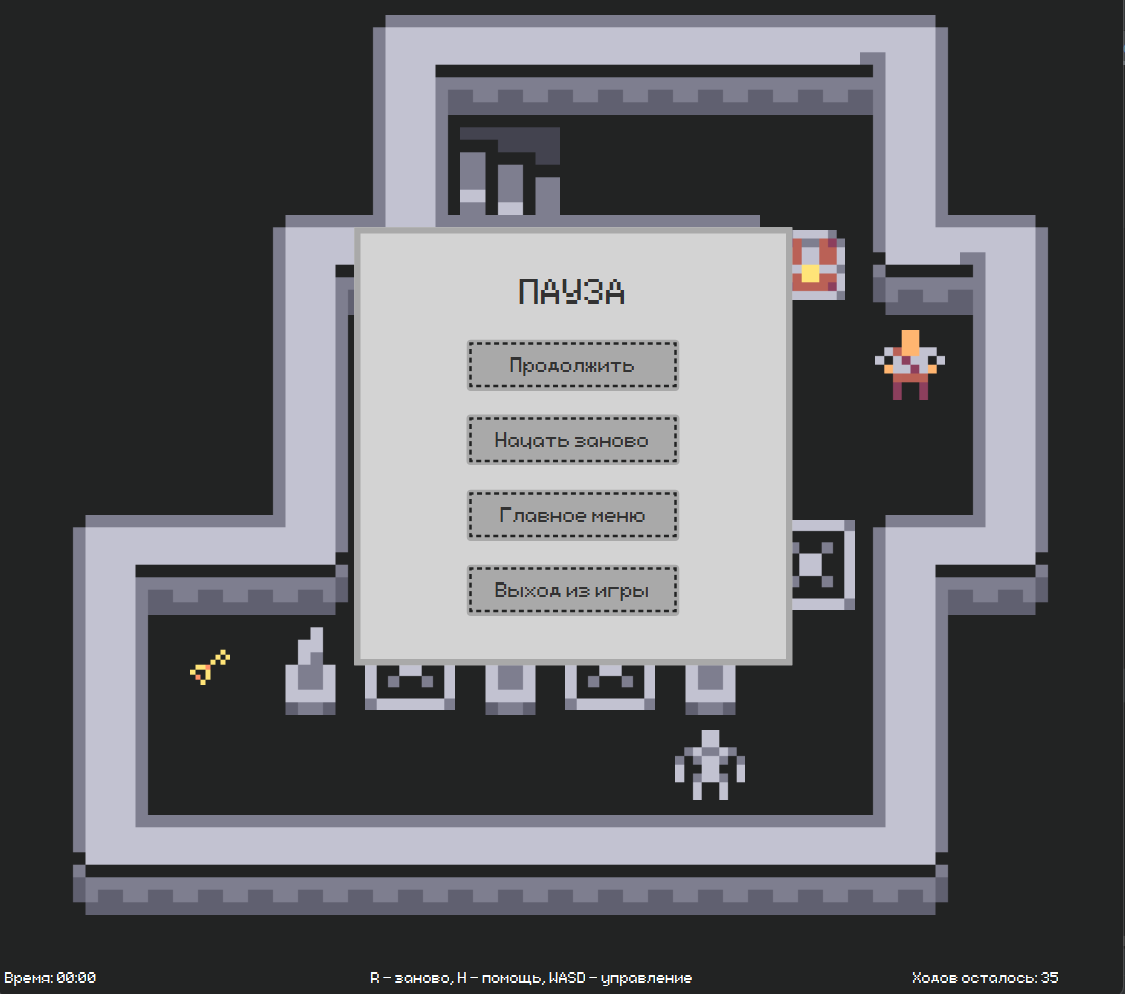 ПАУЗА
Продолжить
Начать заново
Главное меню
Выход из игры
Время: 00:00
R - заново, H - помощь, WASD - управление
Ходов осталось: 35